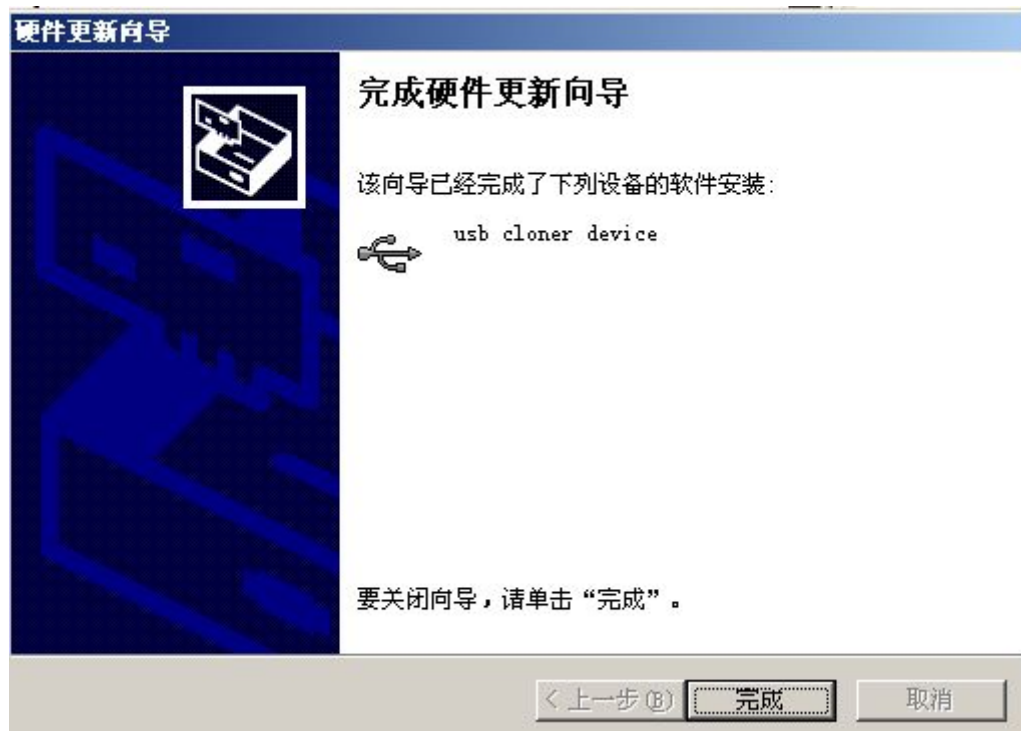 硬件更新向导
完成硬件更新向导
该向导已经完成了下列设备的软件安装:
usb cloner device
要关闭向导,请单击“完成”。
< 上一步(B) 完成 取消